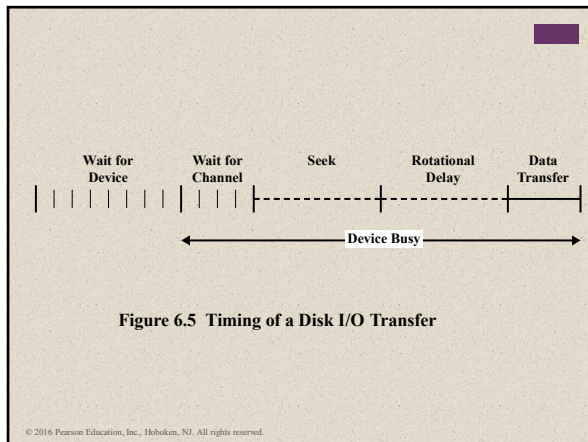 Wait for
Device
Wait for
Channel
Seek
Rotational
Delay
Data
Transfer
Device Busy
Figure 6.5 Timing of a Disk I/O Transfer
© 2016 Pearson Education, Inc., Hoboken, NJ. All rights reserved.